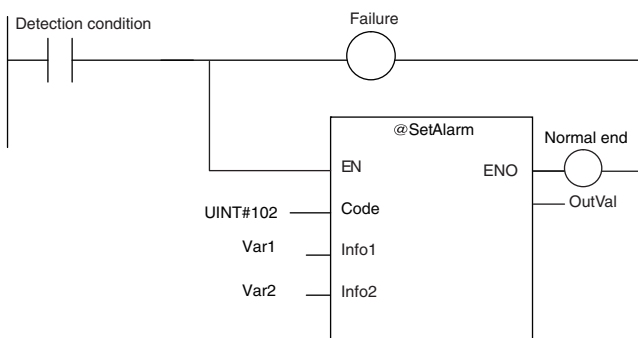 Detection condition
Failure
@SetAlarm
Normal end
EN
ENO
UINT#102
Code
OutVal
Var1
Info1
Var2
Info2